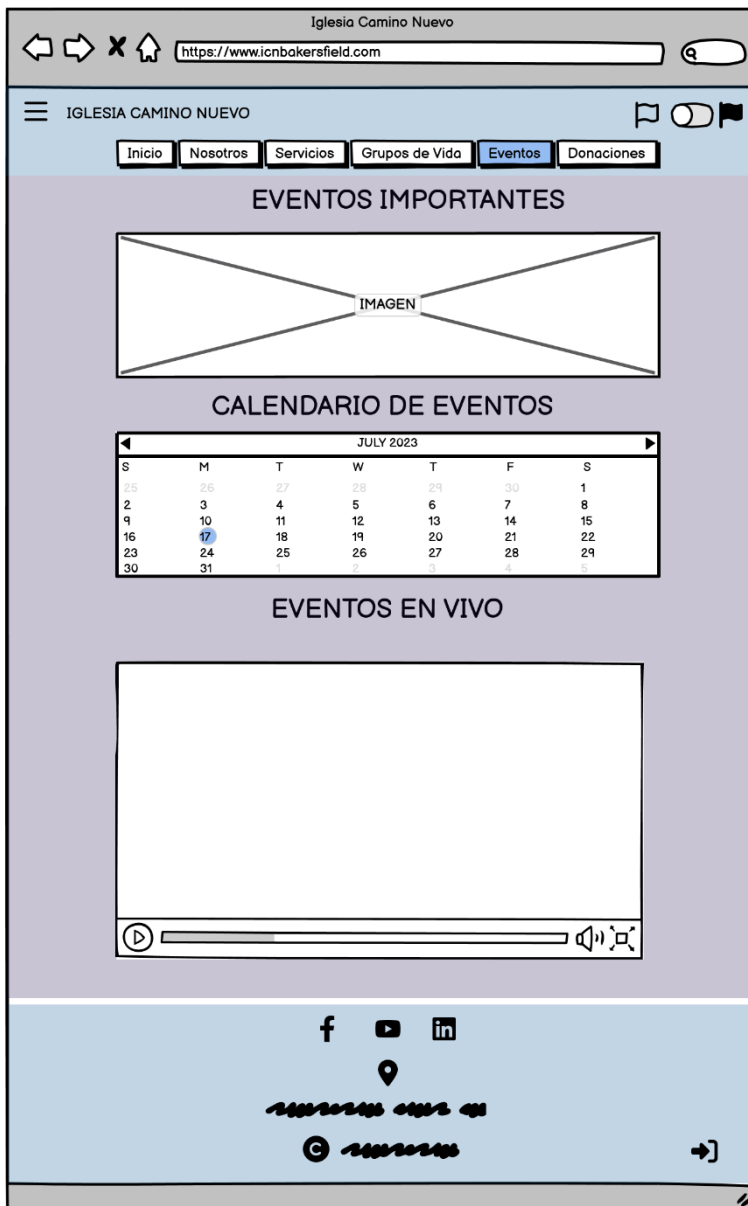 Iglesia Camino Nuevo
https://www.icnbakersfield.com
IGLESIA CAMINO NUEVO
Inicio Nosotros Servicios Grupos de Vida Eventos Donaciones
EVENTOS IMPORTANTES
IMAGEN
CALENDARIO DE EVENTOS
JULY 2023
S M T W T F S
25 26 27 28 29 30 1
2 3 4 5 6 7 8
9 10 11 12 13 14 15
16 17 18 19 20 21 22
23 24 25 26 27 28 29
30 31 1 2 3 4 5
EVENTOS EN VIVO